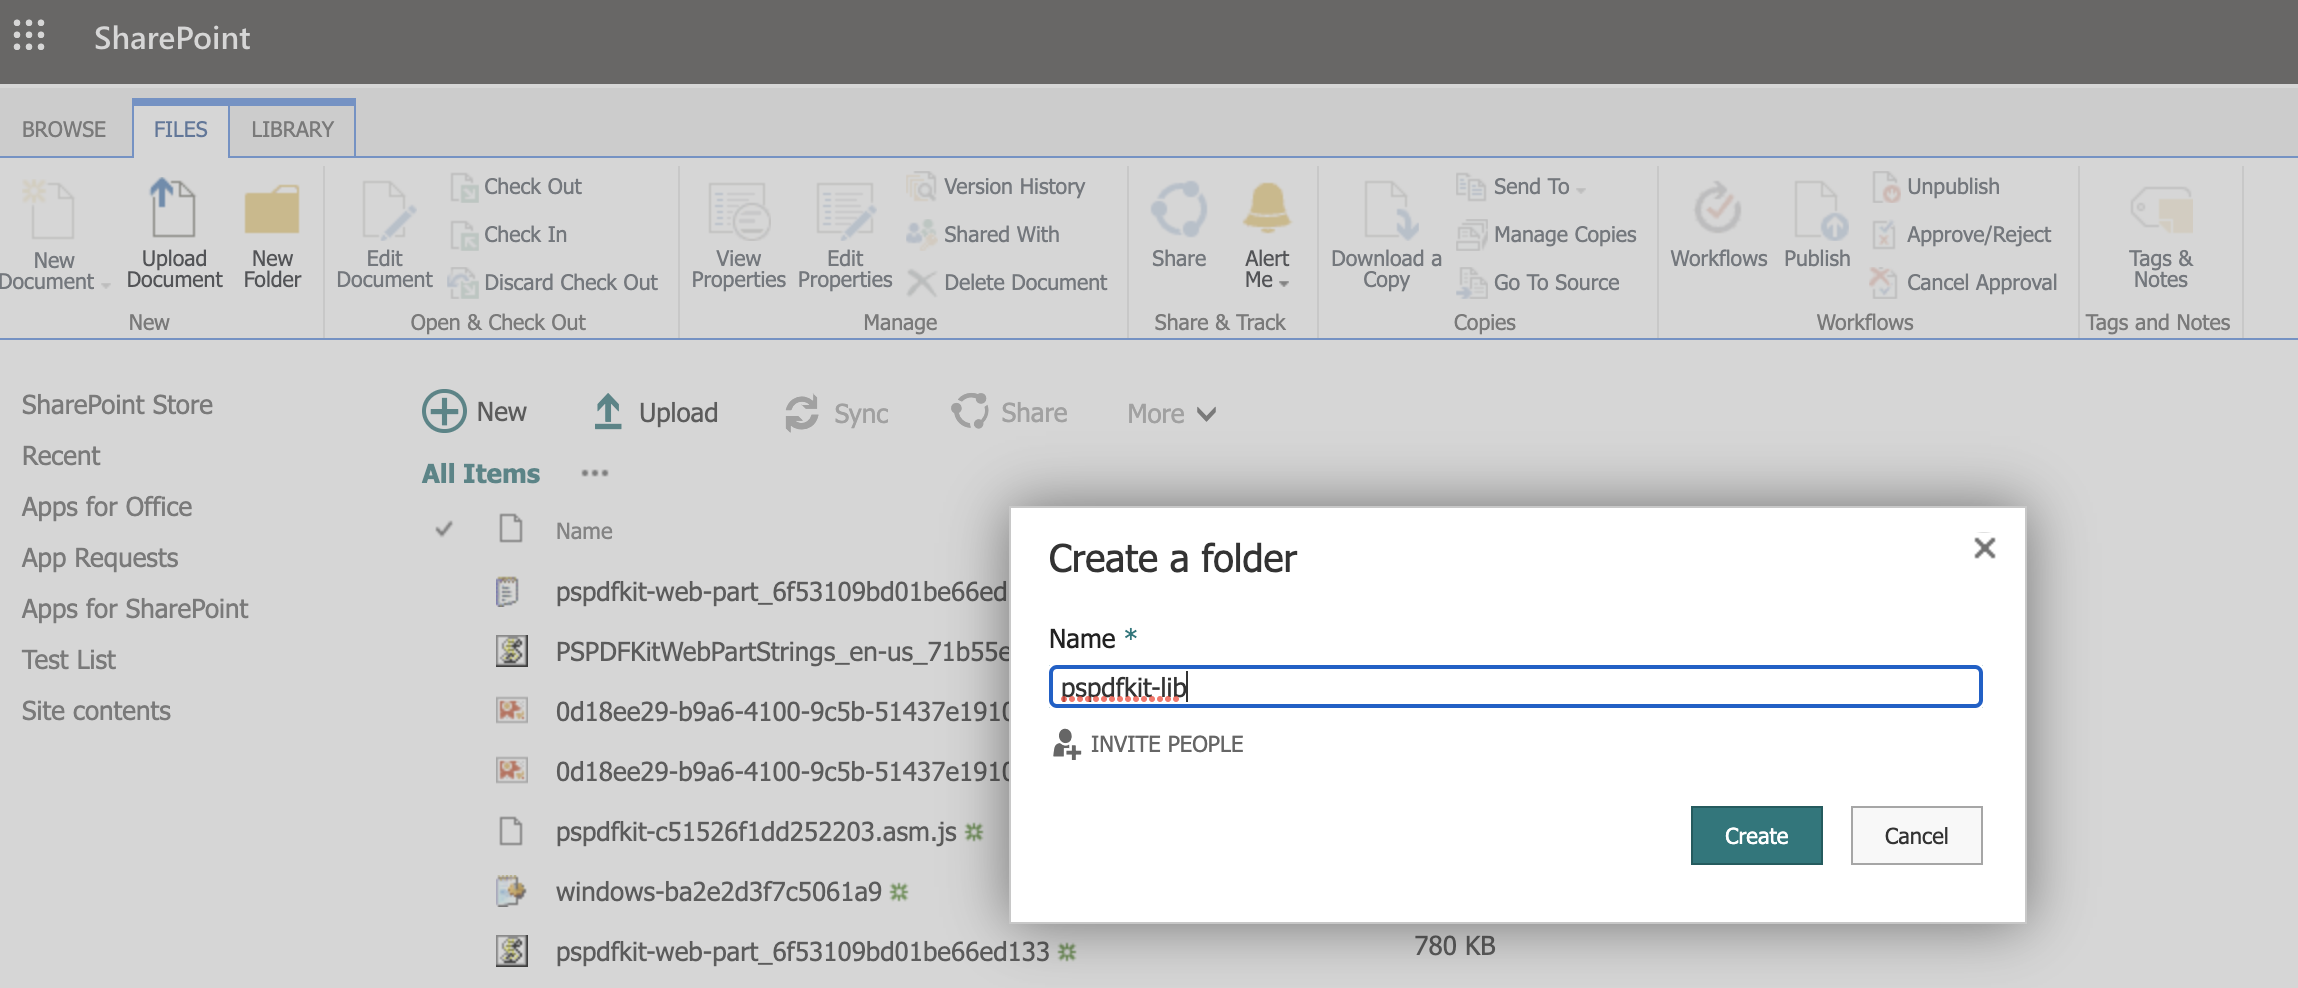 SharePoint
BROWSE
FILES
LIBRARY
New
Document
Upload
Document
New
Folder
New
Edit
Document
Check Out
Check In
Discard Check Out
Open & Check Out
View
Properties
Edit
Properties
Version History
Shared With
Delete Document
Manage
Share
Alert
Me
Share & Track
Download a
Copy
Send To
Manage Copies
Go To Source
Copies
Workflows
Publish
Unpublish
Approve/Reject
Cancel Approval
Workflows
Tags &
Notes
Tags and Notes
SharePoint Store
Recent
Apps for Office
App Requests
Apps for SharePoint
Test List
Site contents
New
Upload
Sync
Share
More
All Items
Name
pspdfkit-web-part_6f53109bd01be66ed
PSPDFKitWebPartStrings_en-us_71b55e
0d18ee29-b9a6-4100-9c5b-51437e1910
0d18ee29-b9a6-4100-9c5b-51437e1910
pspdfkit-c51526f1dd252203.asm.js
windows-ba2e2d3f7c5061a9
pspdfkit-web-part_6f53109bd01be66ed133
780 KB
Create a folder
Name *
pspdfkit-lib
INVITE PEOPLE
Create
Cancel